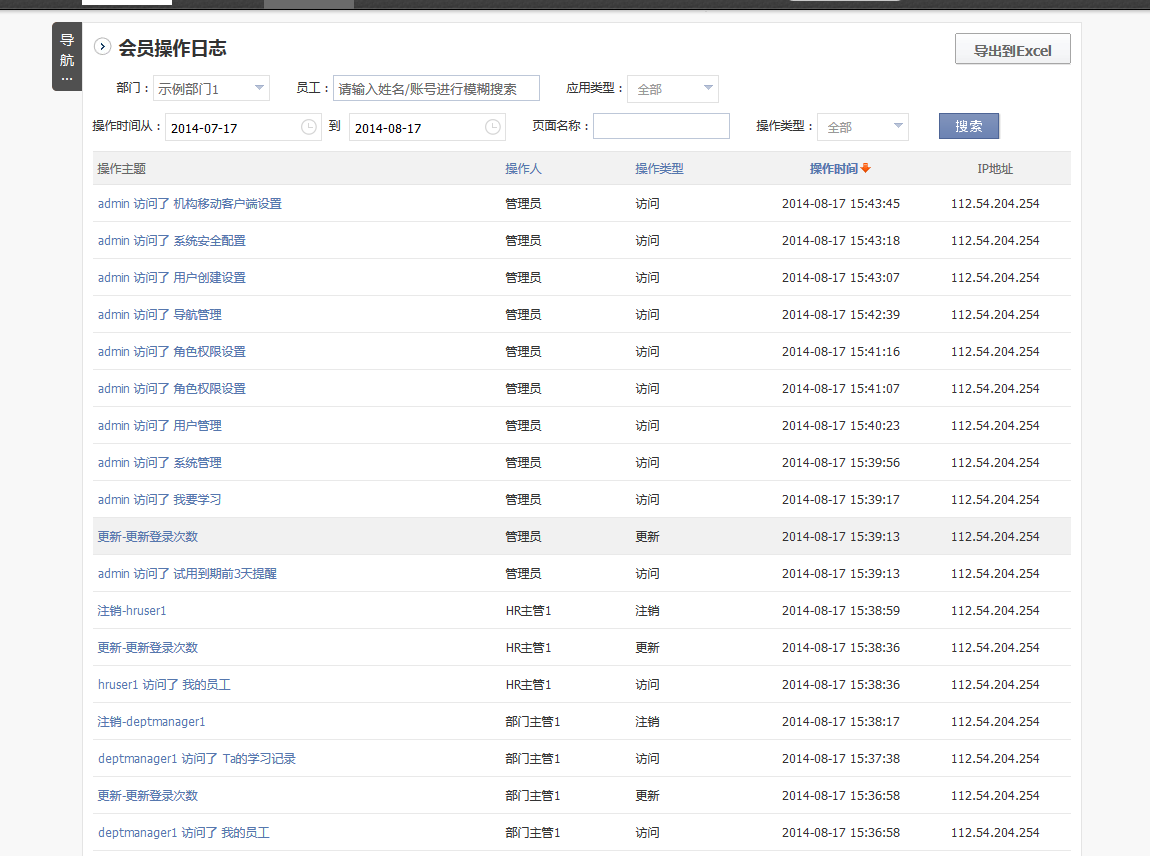 导
航
...
会员操作日志 导出到Excel
部门： 示例部门1 员工： 请输入姓名/账号进行模糊搜索 应用类型： 全部
操作时间从： 2014-07-17 到 2014-08-17 页面名称： 操作类型： 全部 搜索
操作主题 操作人 操作类型 操作时间 IP地址
admin 访问了 机构移动客户端设置 管理员 访问 2014-08-17 15:43:45 112.54.204.254
admin 访问了 系统安全配置 管理员 访问 2014-08-17 15:43:18 112.54.204.254
admin 访问了 用户创建设置 管理员 访问 2014-08-17 15:43:07 112.54.204.254
admin 访问了 导航管理 管理员 访问 2014-08-17 15:42:39 112.54.204.254
admin 访问了 角色权限设置 管理员 访问 2014-08-17 15:41:16 112.54.204.254
admin 访问了 角色权限设置 管理员 访问 2014-08-17 15:41:07 112.54.204.254
admin 访问了 用户管理 管理员 访问 2014-08-17 15:40:23 112.54.204.254
admin 访问了 系统管理 管理员 访问 2014-08-17 15:39:56 112.54.204.254
admin 访问了 我要学习 管理员 访问 2014-08-17 15:39:17 112.54.204.254
更新-更新登录次数 管理员 更新 2014-08-17 15:39:13 112.54.204.254
admin 访问了 试用到期前3天提醒 管理员 访问 2014-08-17 15:39:13 112.54.204.254
注销-hruser1 HR主管1 注销 2014-08-17 15:38:59 112.54.204.254
更新-更新登录次数 HR主管1 更新 2014-08-17 15:38:36 112.54.204.254
hruser1 访问了 我的员工 HR主管1 访问 2014-08-17 15:38:36 112.54.204.254
注销-deptmanager1 部门主管1 注销 2014-08-17 15:38:17 112.54.204.254
deptmanager1 访问了 Ta的学习记录 部门主管1 访问 2014-08-17 15:37:38 112.54.204.254
更新-更新登录次数 部门主管1 更新 2014-08-17 15:36:58 112.54.204.254
deptmanager1 访问了 我的员工 部门主管1 访问 2014-08-17 15:36:58 112.54.204.254